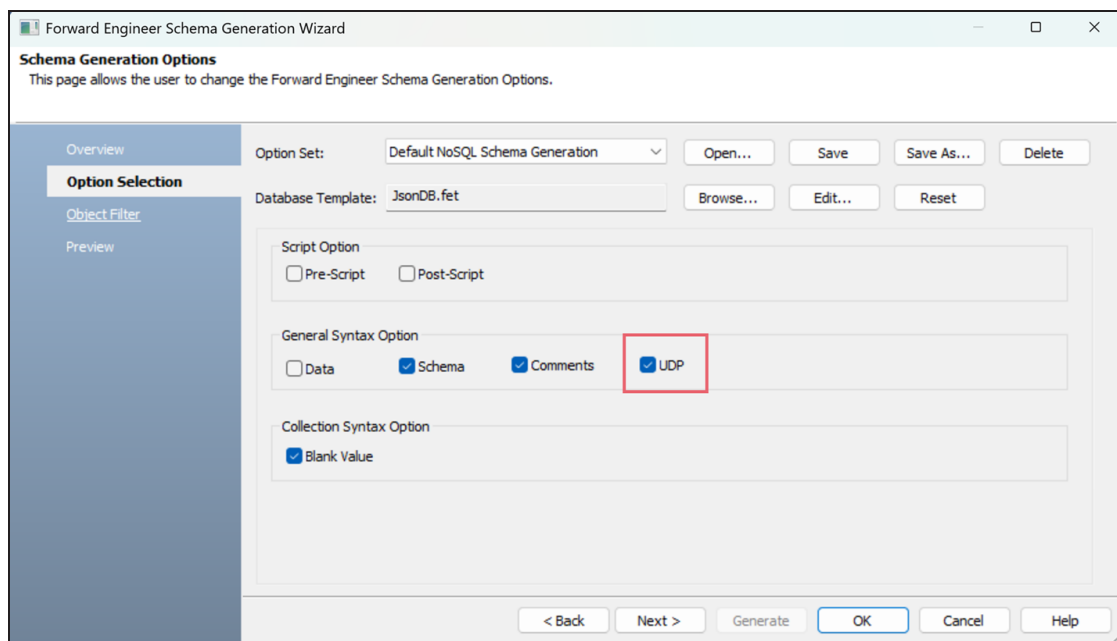 Forward Engineer Schema Generation Wizard
Schema Generation Options
This page allows the user to change the Forward Engineer Schema Generation Options.
Overview
Option Selection
Object Filter
Preview
Option Set: Default NoSQL Schema Generation Open... Save Save As... Delete
Database Template: JsonDB.fet Browse... Edit... Reset
Script Option
Pre-Script Post-Script
General Syntax Option
Data Schema Comments UDP
Collection Syntax Option
Blank Value
< Back Next > Generate OK Cancel Help